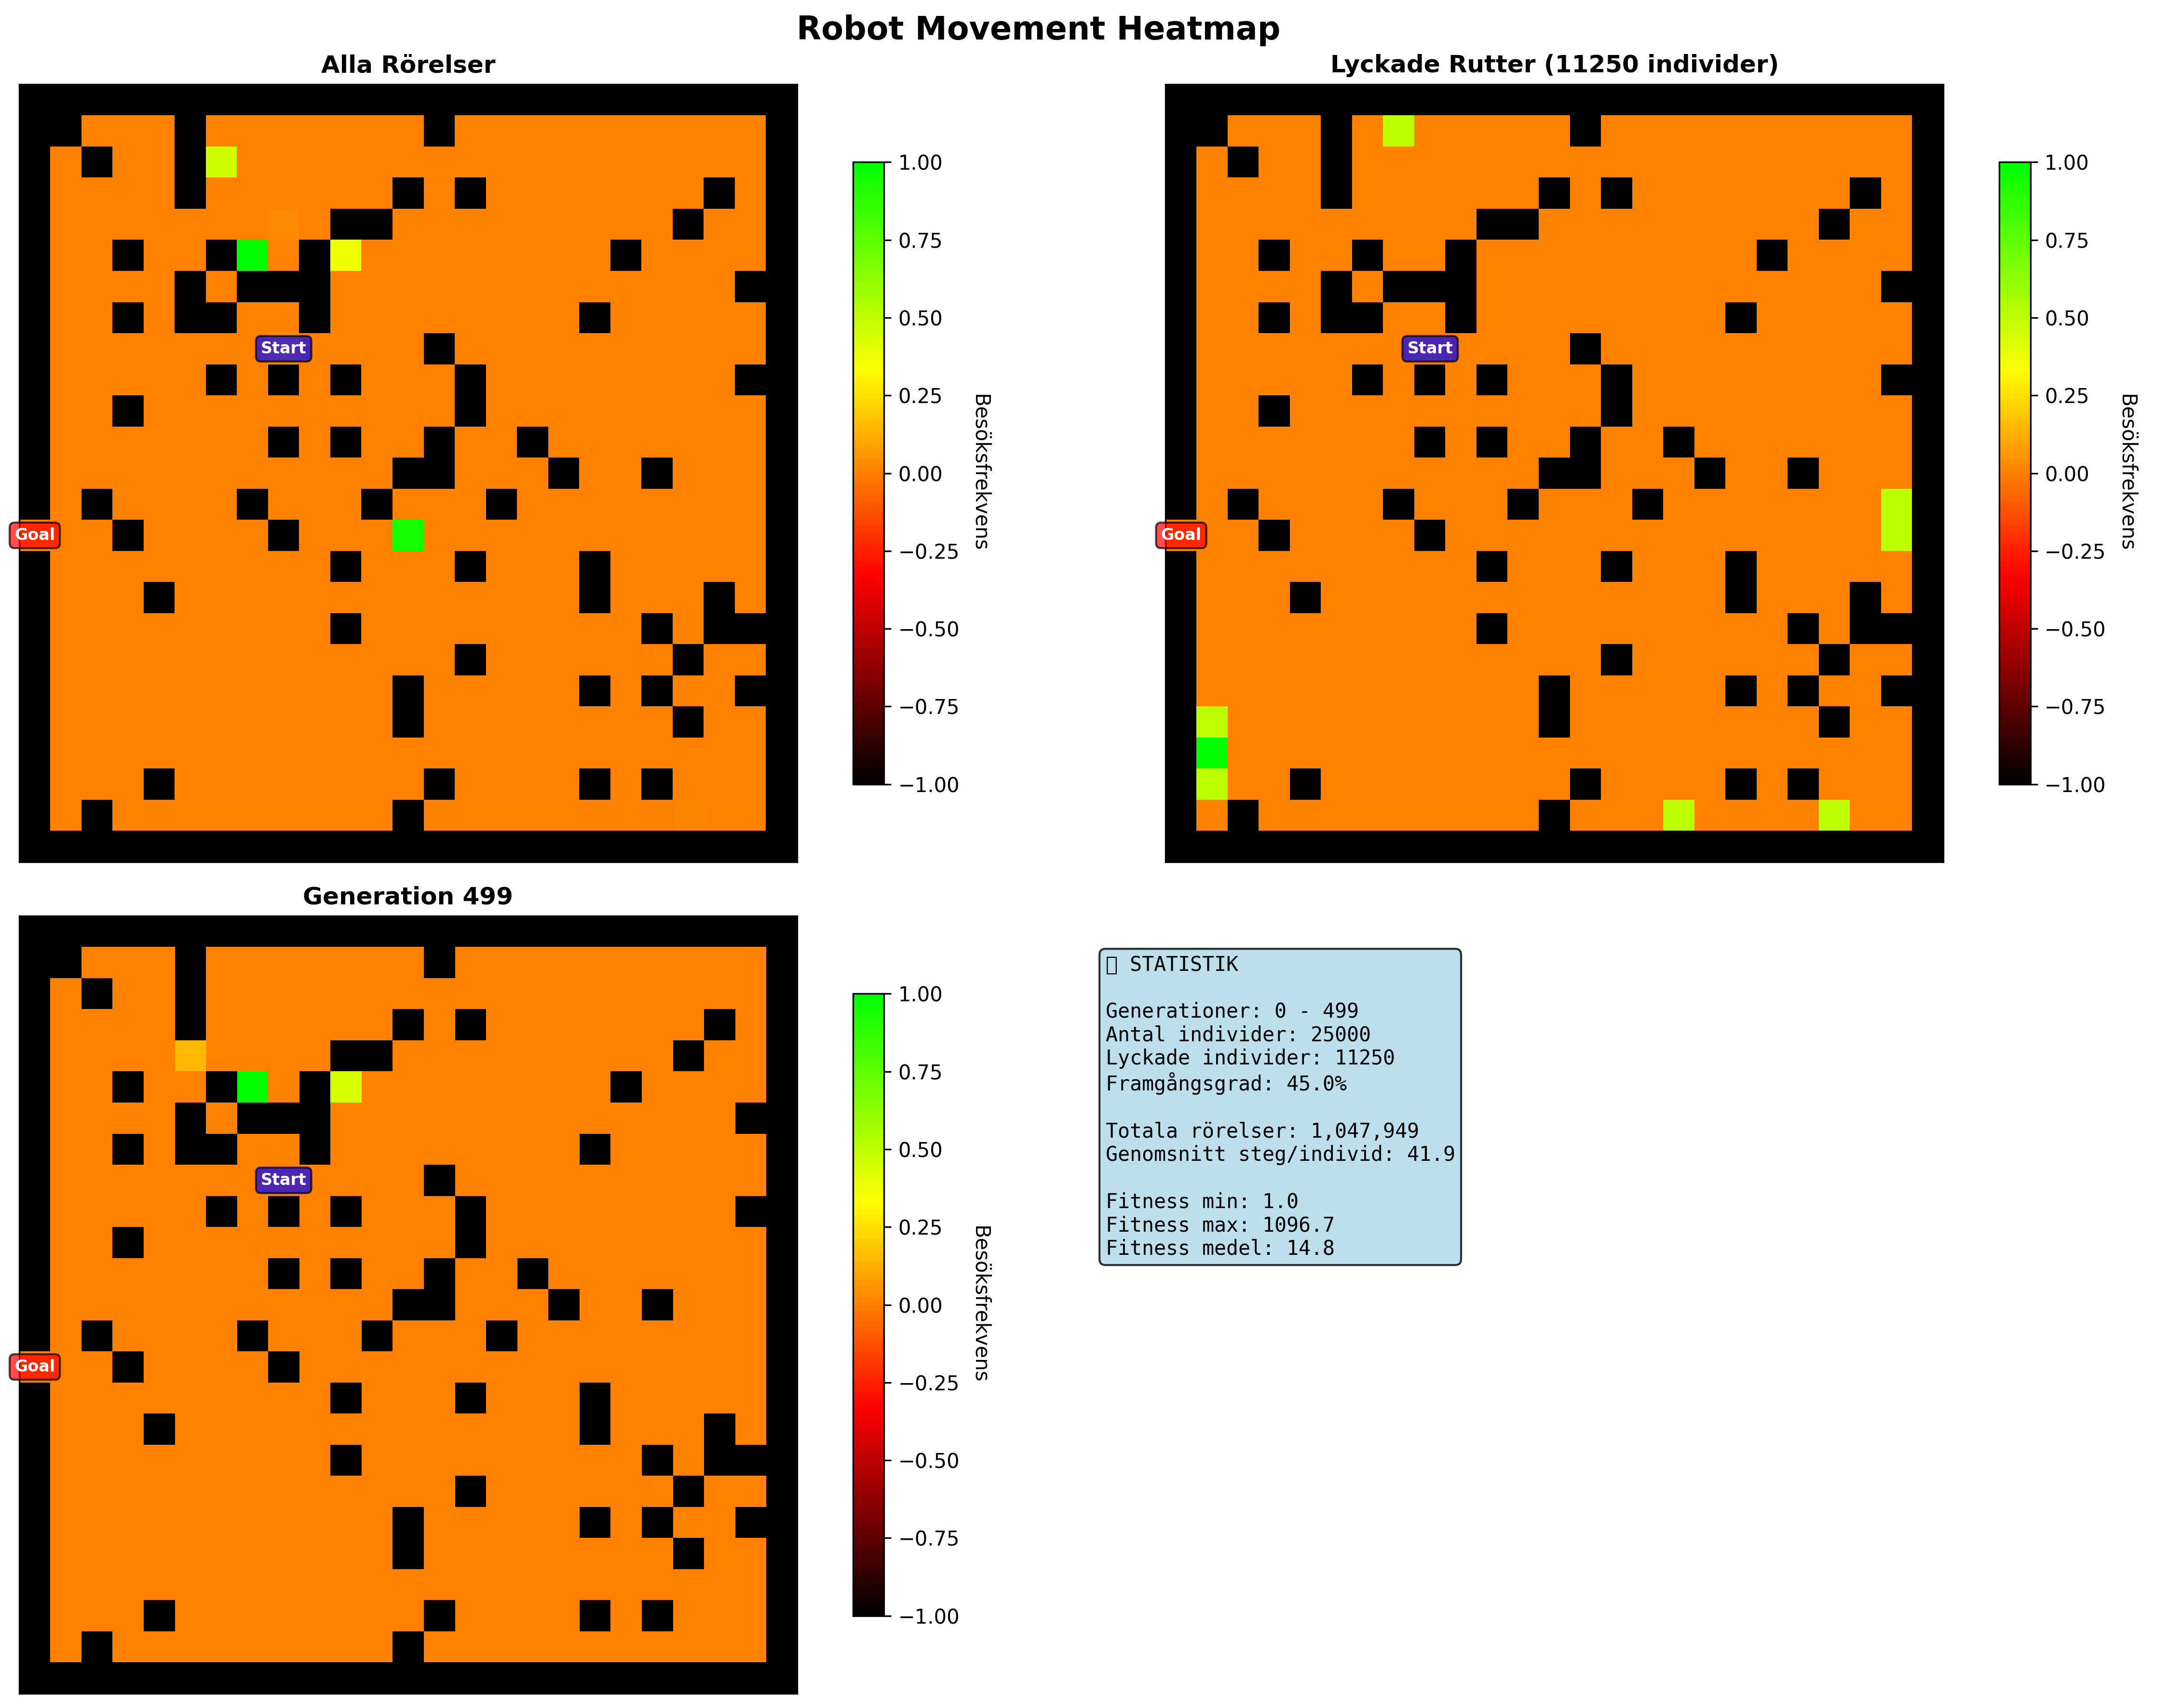 Robot Movement Heatmap
Alla Rörelser
Start
Goal
1.00
0.75
0.50
0.25
0.00
−0.25
−0.50
−0.75
−1.00
Besöksfrekvens
Lyckade Rutter (11250 individer)
Start
Goal
1.00
0.75
0.50
0.25
0.00
−0.25
−0.50
−0.75
−1.00
Besöksfrekvens
Generation 499
Start
Goal
1.00
0.75
0.50
0.25
0.00
−0.25
−0.50
−0.75
−1.00
Besöksfrekvens
STATISTIK
Generationer: 0 - 499
Antal individer: 25000
Lyckade individer: 11250
Framgångsgrad: 45.0%
Totala rörelser: 1,047,949
Genomsnitt steg/individ: 41.9
Fitness min: 1.0
Fitness max: 1096.7
Fitness medel: 14.8